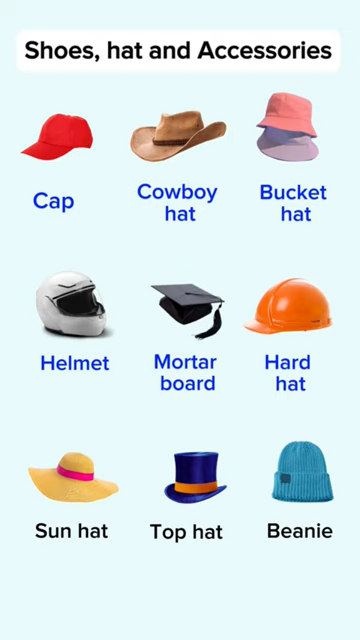 Shoes, hat and Accessories
Cap
Cowboy
hat
Bucket
hat
Helmet
Mortar
board
Hard
hat
Sun hat
Top hat
Beanie